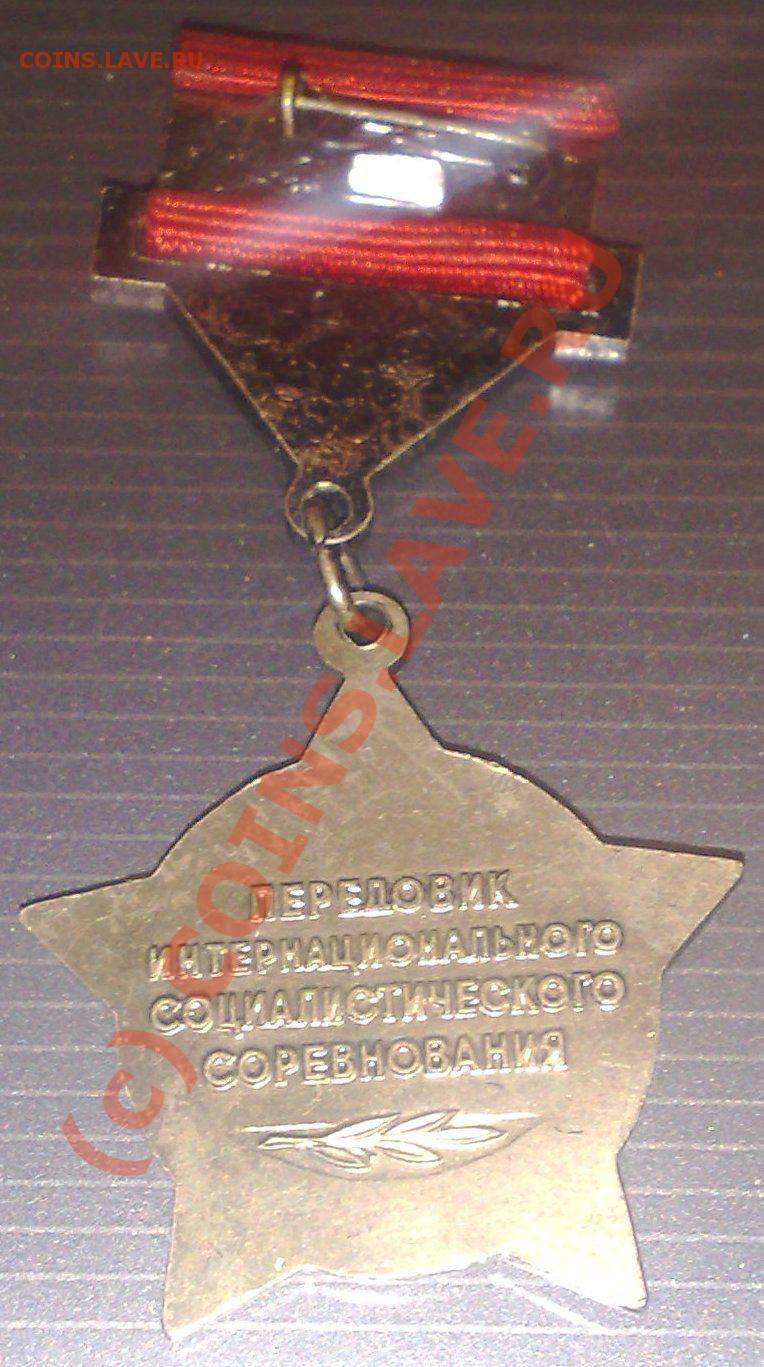 COINS.LAVE.RU
ПЕРЕДОВИК
ИНТЕРНАЦИОНАЛЬНОГО
СОЦИАЛИСТИЧЕСКОГО
СОРЕВНОВАНИЯ
(c) COINS.LAVE.RU